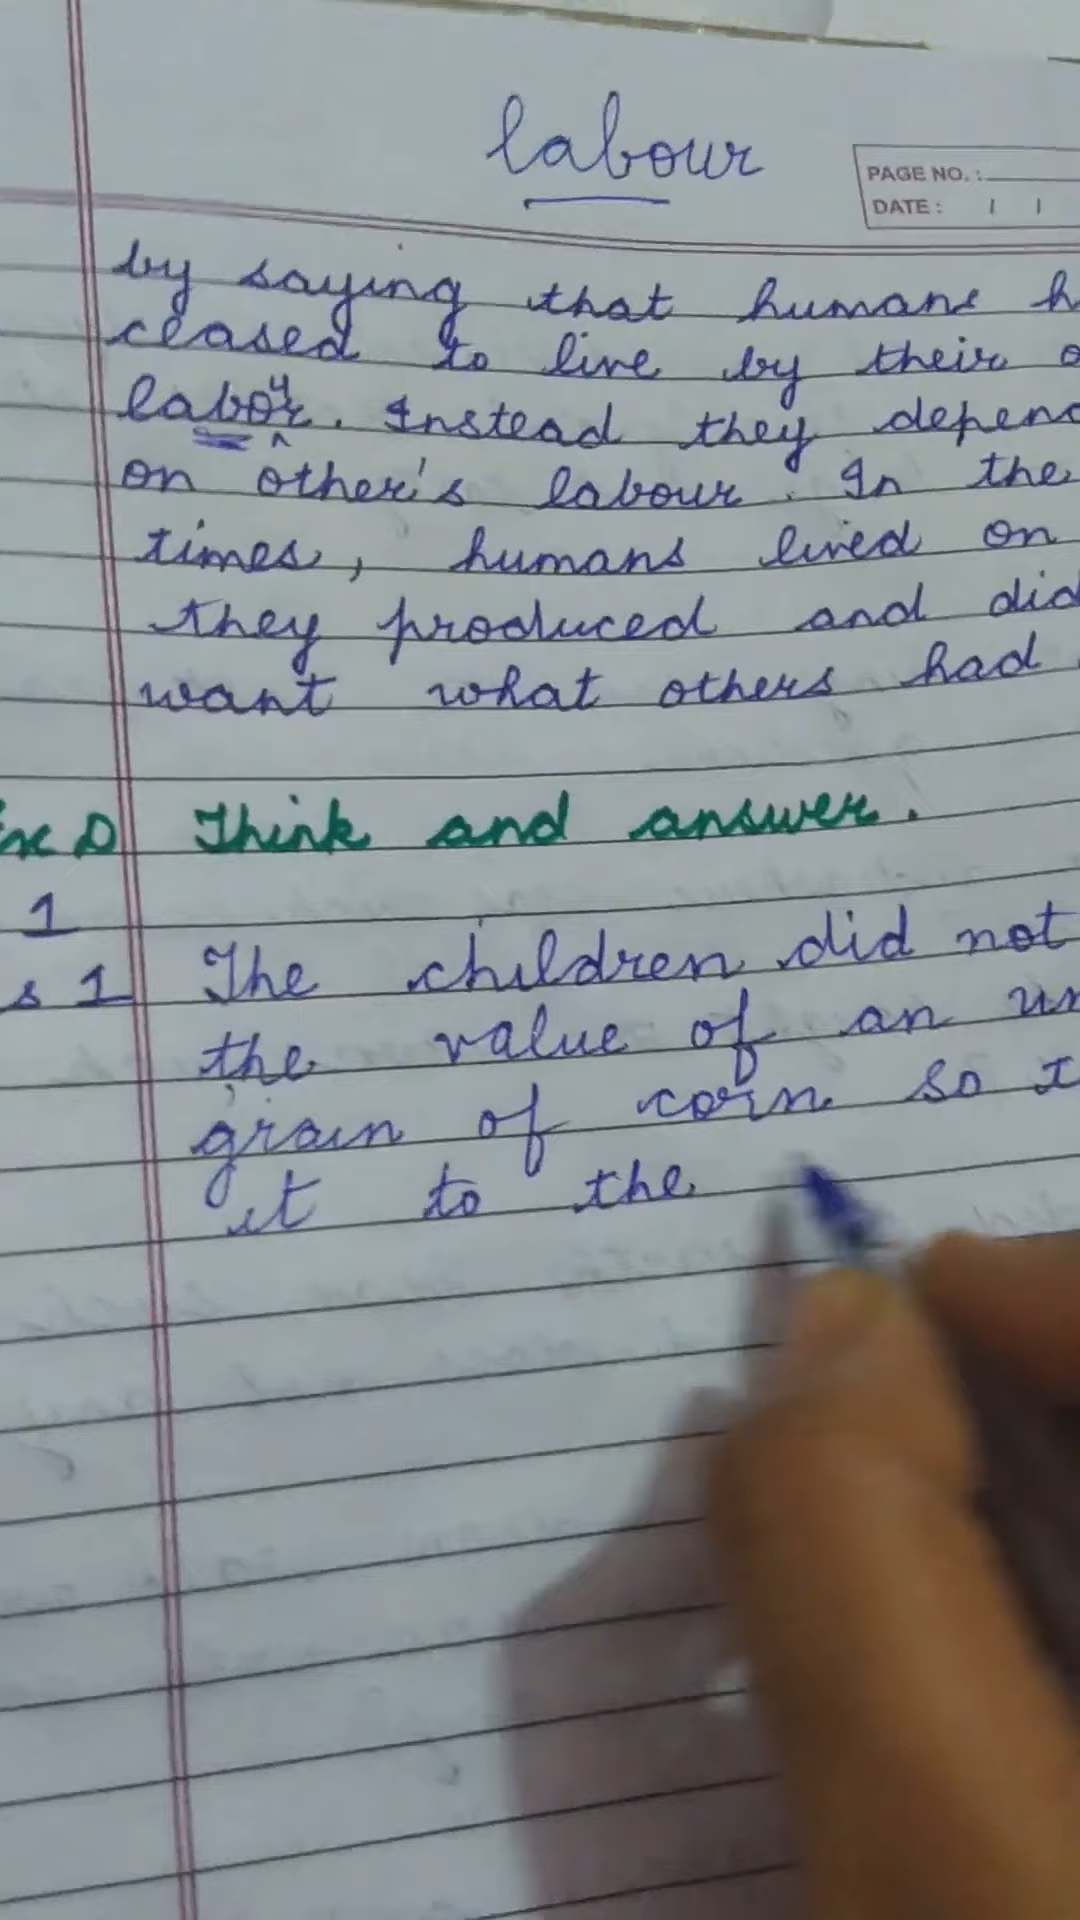 labour
PAGE NO. :
DATE : / /
by saying that humans
ceased to live by their
labour. Instead they depend
on other's labour. In the
times, humans lived on
they produced and did
want what others had
D Think and answer.
1
s 1 The children did not
the value of an
grain of corn so
it to the